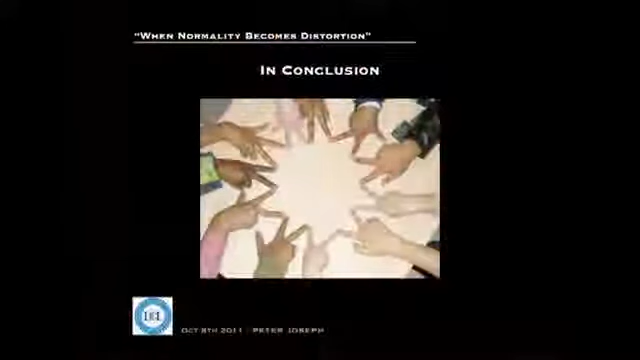 "When Normality Becomes Distortion"
In Conclusion
Oct 8th 2011 - Peter Joseph